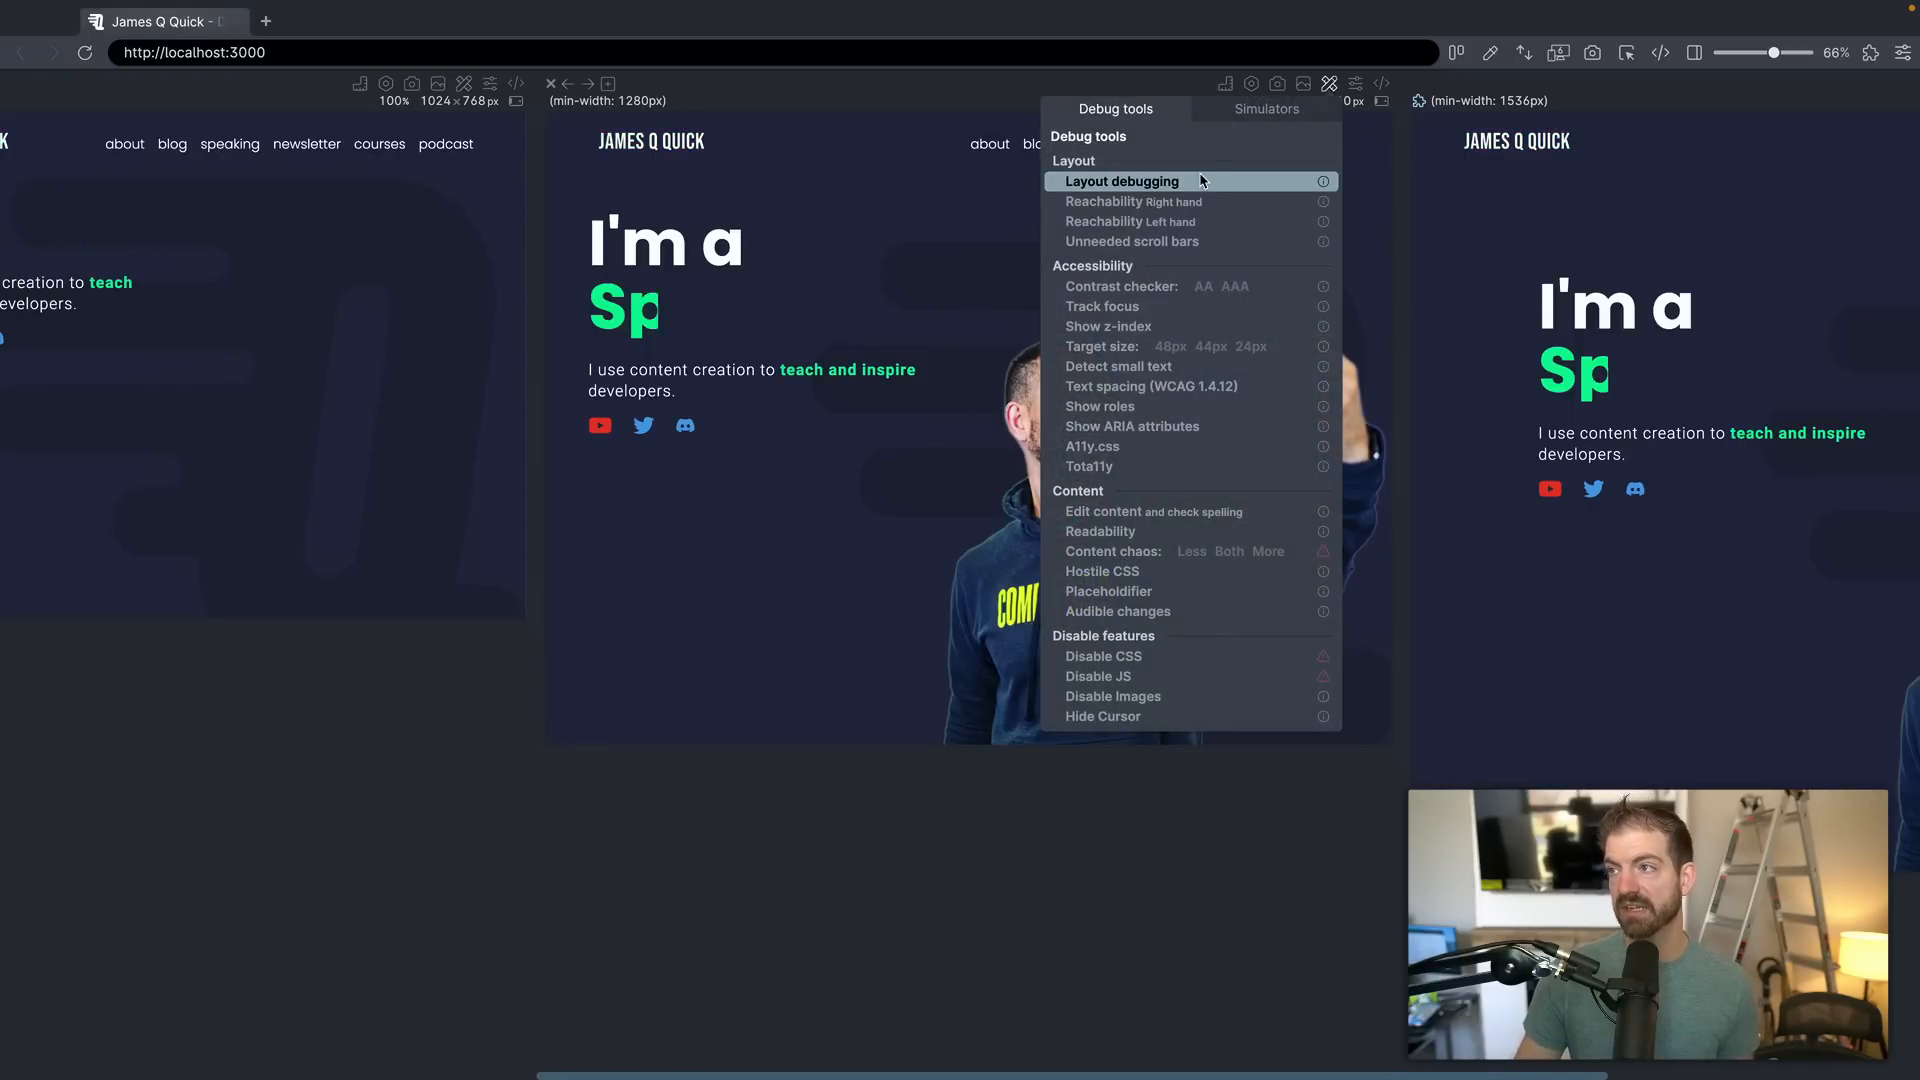 James Q Quick - D
http://localhost:3000
66%
100% 1024×768px
(min-width: 1280px)
0px
(min-width: 1536px)
K
about blog speaking newsletter courses podcast
creation to teach
evelopers.
JAMES Q QUICK
about blo
I'm a
Sp
I use content creation to teach and inspire
developers.
Debug tools
Simulators
Debug tools
Layout
Layout debugging
Reachability Right hand
Reachability Left hand
Unneeded scroll bars
Accessibility
Contrast checker: AA AAA
Track focus
Show z-index
Target size: 48px 44px 24px
Detect small text
Text spacing (WCAG 1.4.12)
Show roles
Show ARIA attributes
A11y.css
Tota11y
Content
Edit content and check spelling
Readability
Content chaos: Less Both More
Hostile CSS
Placeholdifier
Audible changes
Disable features
Disable CSS
Disable JS
Disable Images
Hide Cursor
COMM
JAMES Q QUICK
I'm a
Sp
I use content creation to teach and inspire
developers.